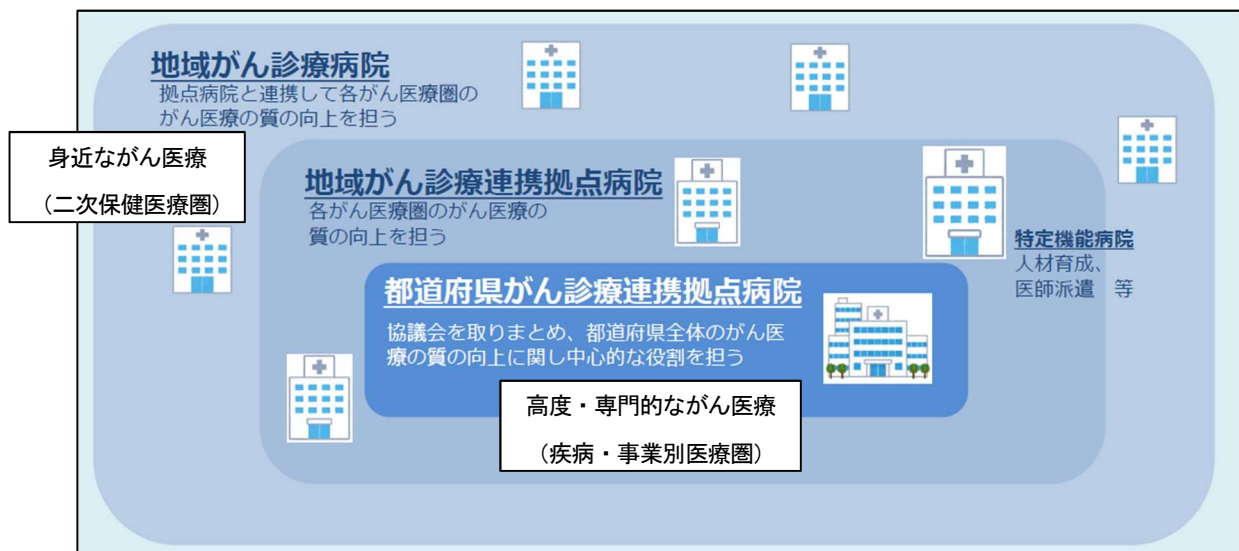 地域がん診療病院
拠点病院と連携して各がん医療圏の
がん医療の質の向上を担う
身近ながん医療
（二次保健医療圏）
地域がん診療連携拠点病院
各がん医療圏のがん医療の
質の向上を担う
特定機能病院
人材育成、
医師派遣　等
都道府県がん診療連携拠点病院
協議会を取りまとめ、都道府県全体のがん医
療の質の向上に関し中心的な役割を担う
高度・専門的ながん医療
（疾病・事業別医療圏）